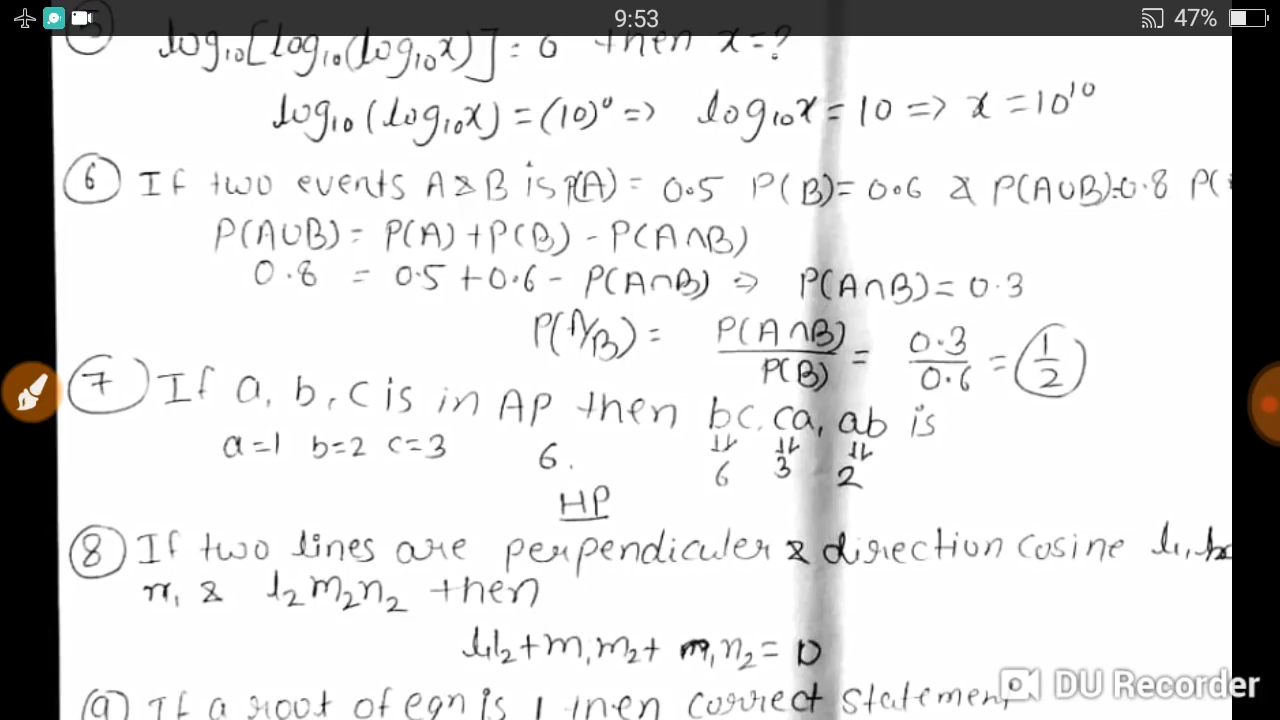 9:53
47%
5 log₁₀[log₁₀(log₁₀x)] = 0 then x=?
log₁₀(log₁₀x) = (10)⁰ => log₁₀x = 10 => x = 10¹⁰
6 If two events A & B is P(A) = 0.5 P(B) = 0.6 & P(A∪B)=0.8 P(
P(A∪B) = P(A) + P(B) - P(A∩B)
0.8 = 0.5 + 0.6 - P(A∩B) => P(A∩B) = 0.3
P(A/B) = P(A∩B)/P(B) = 0.3/0.6 = 1/2
7 If a, b, c is in AP then bc, ca, ab is
a=1 b=2 c=3 6. 6 3 2
HP
8 If two lines are perpendiculer & direction cosine l₁,
n₁ & l₂m₂n₂ then
l₁l₂ + m₁m₂ + n₁n₂ = 0
(9) If a root of eqn is 1 then correct statement
DU Recorder